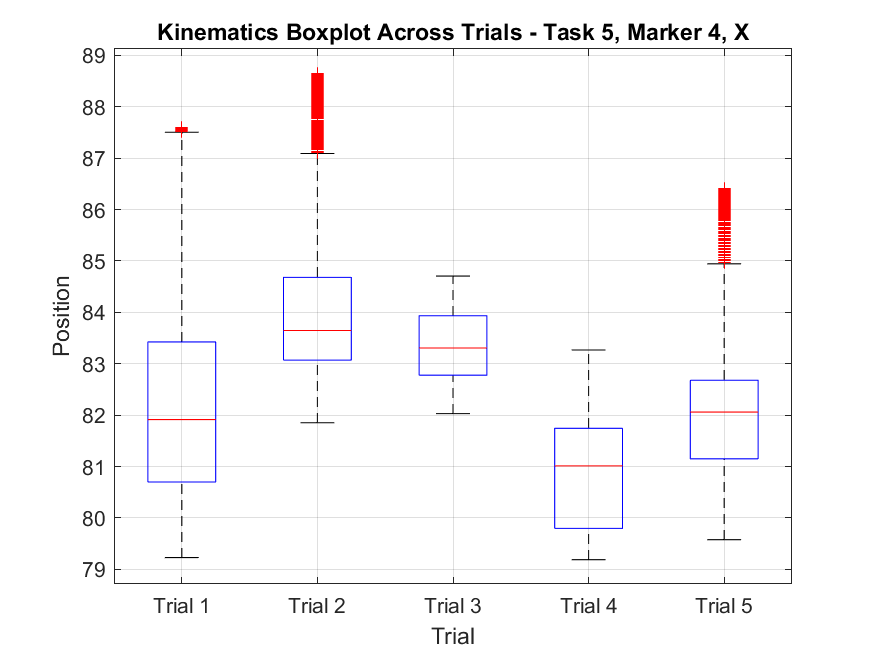 Kinematics Boxplot Across Trials - Task 5, Marker 4, X
89
88
87
86
85
84
83
82
81
80
79
Position
Trial 1 Trial 2 Trial 3 Trial 4 Trial 5
Trial